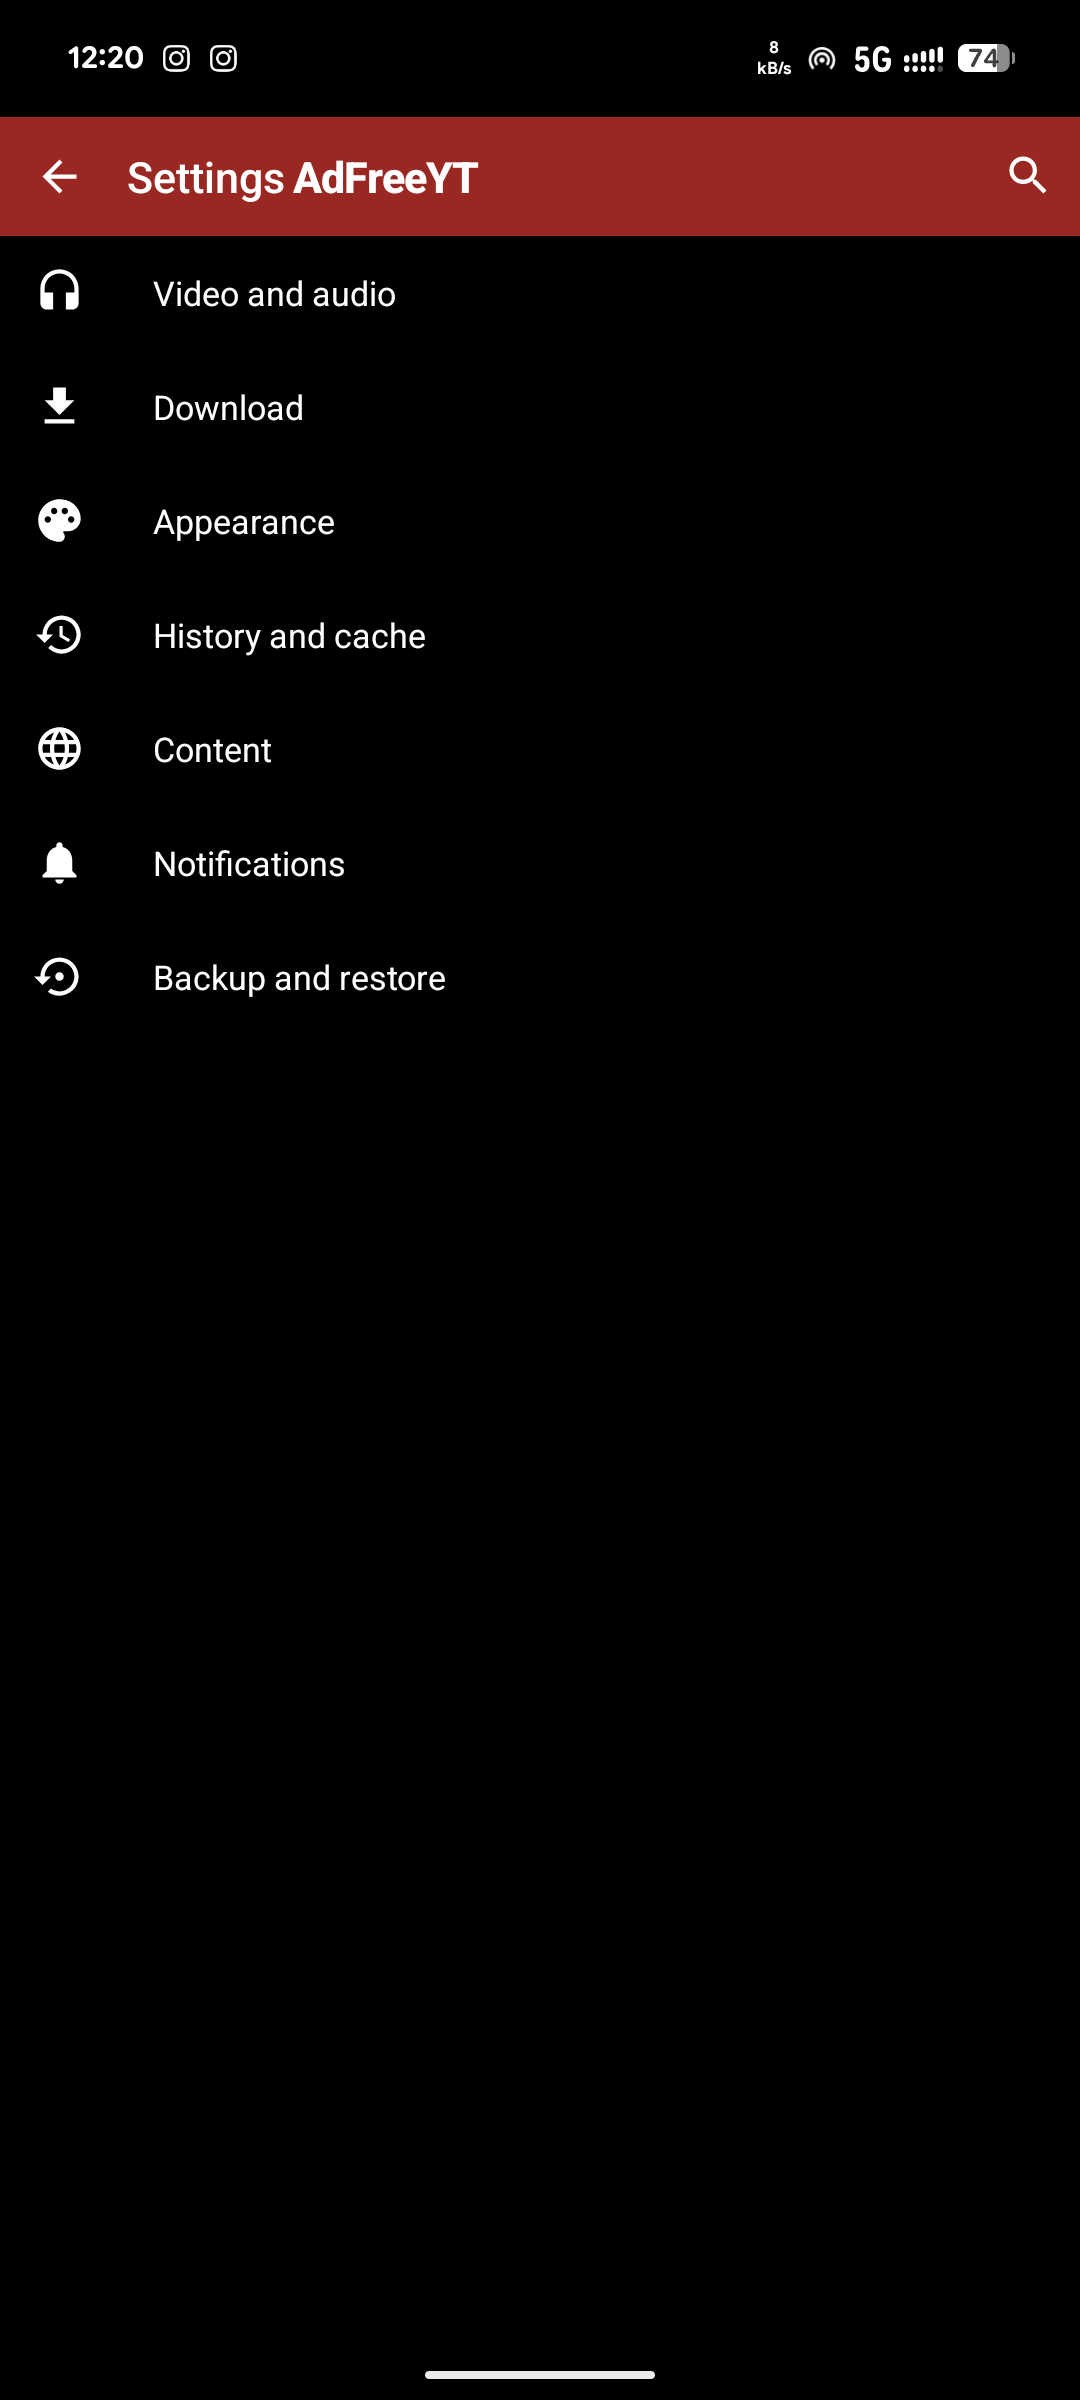 12:20
8
kB/s
5G
74
Settings AdFreeYT
Video and audio
Download
Appearance
History and cache
Content
Notifications
Backup and restore